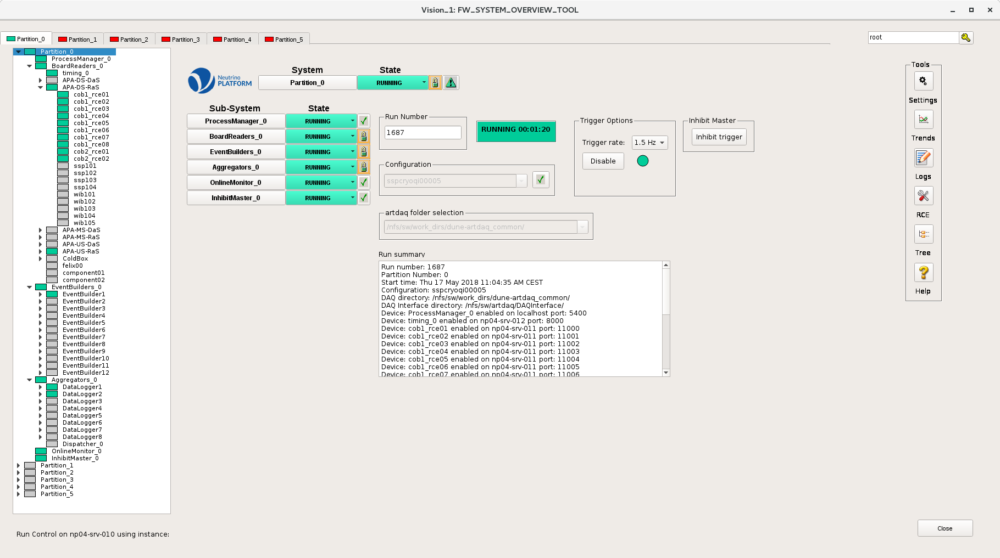 Vision_1: FW_SYSTEM_OVERVIEW_TOOL
Partition_0
Partition_1
Partition_2
Partition_3
Partition_4
Partition_5
root
Partition_0
ProcessManager_0
BoardReaders_0
timing_0
APA-DS-DaS
APA-DS-RaS
cob1_rce01
cob1_rce02
cob1_rce03
cob1_rce04
cob1_rce05
cob1_rce06
cob1_rce07
cob1_rce08
cob2_rce01
cob2_rce02
ssp101
ssp102
ssp103
ssp104
wib101
wib102
wib103
wib104
wib105
APA-MS-DaS
APA-MS-RaS
APA-US-DaS
APA-US-RaS
ColdBox
felix00
component01
component02
EventBuilders_0
EventBuilder1
EventBuilder2
EventBuilder3
EventBuilder4
EventBuilder5
EventBuilder6
EventBuilder7
EventBuilder8
EventBuilder9
EventBuilder10
EventBuilder11
EventBuilder12
Aggregators_0
DataLogger1
DataLogger2
DataLogger3
DataLogger4
DataLogger5
DataLogger6
DataLogger7
DataLogger8
Dispatcher_0
OnlineMonitor_0
InhibitMaster_0
Partition_1
Partition_2
Partition_3
Partition_4
Partition_5
Neutrino
PLATFORM
System State
Partition_0 RUNNING
Sub-System State
ProcessManager_0 RUNNING
BoardReaders_0 RUNNING
EventBuilders_0 RUNNING
Aggregators_0 RUNNING
OnlineMonitor_0 RUNNING
InhibitMaster_0 RUNNING
Run Number
1687
RUNNING 00:01:20
Configuration
sspcryoqi00005
Trigger Options
Trigger rate: 1.5 Hz
Disable
Inhibit Master
Inhibit trigger
artdaq folder selection
/nfs/sw/work_dirs/dune-artdaq_common/
Run summary
Run number: 1687
Partition Number: 0
Start time: Thu 17 May 2018 11:04:35 AM CEST
Configuration: sspcryoqi00005
DAQ directory: /nfs/sw/work_dirs/dune-artdaq_common/
DAQ Interface directory: /nfs/sw/artdaq/DAQInterface/
Device: ProcessManager_0 enabled on localhost port: 5400
Device: timing_0 enabled on np04-srv-012 port: 8000
Device: cob1_rce01 enabled on np04-srv-011 port: 11000
Device: cob1_rce02 enabled on np04-srv-011 port: 11001
Device: cob1_rce03 enabled on np04-srv-011 port: 11002
Device: cob1_rce04 enabled on np04-srv-011 port: 11003
Device: cob1_rce05 enabled on np04-srv-011 port: 11004
Device: cob1_rce06 enabled on np04-srv-011 port: 11005
Device: cob1_rce07 enabled on np04-srv-011 port: 11006
Tools
Settings
Trends
Logs
RCE
Tree
Help
Run Control on np04-srv-010 using instance:
Close